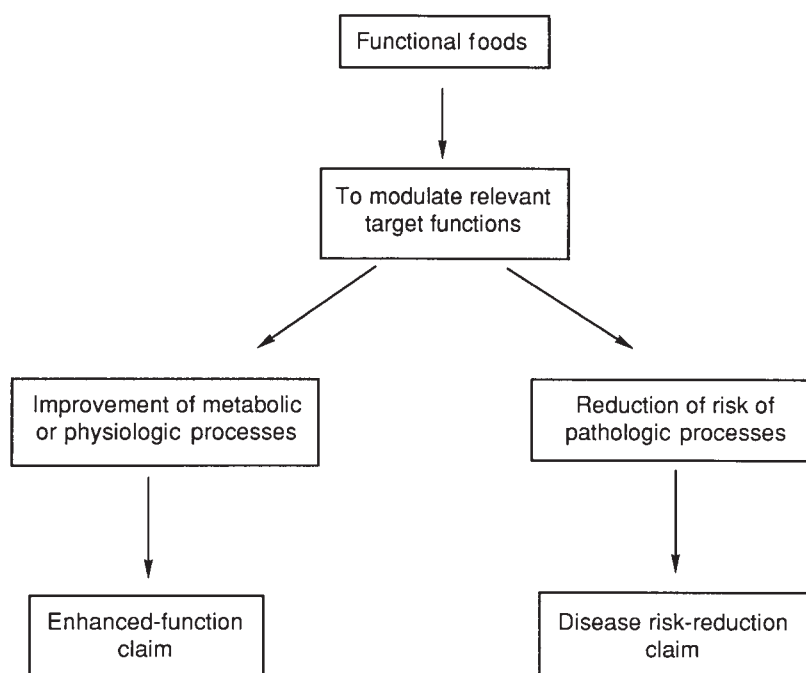 Functional foods
To modulate relevant
target functions
Improvement of metabolic
or physiologic processes
Reduction of risk of
pathologic processes
Enhanced-function
claim
Disease risk-reduction
claim